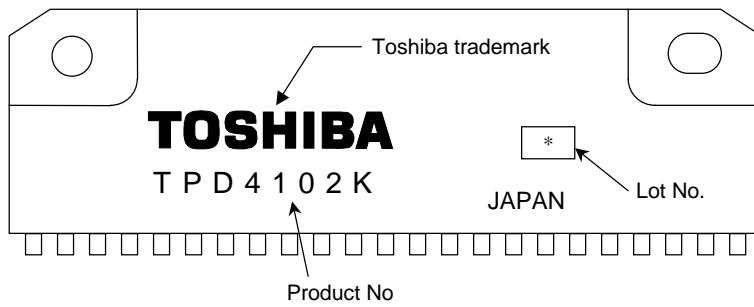 Toshiba trademark
TOSHIBA
*
TPD4102K
JAPAN
Lot No.
Product No